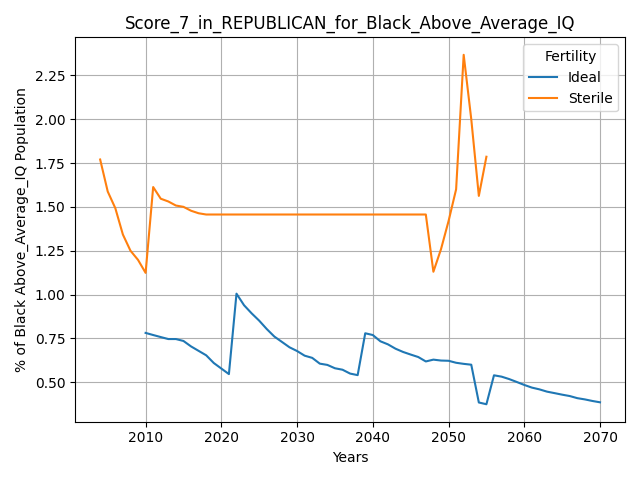 Score_7_in_REPUBLICAN_for_Black_Above_Average_IQ
Fertility
Ideal
Sterile
% of Black Above_Average_IQ Population
2.25
2.00
1.75
1.50
1.25
1.00
0.75
0.50
2010 2020 2030 2040 2050 2060 2070
Years